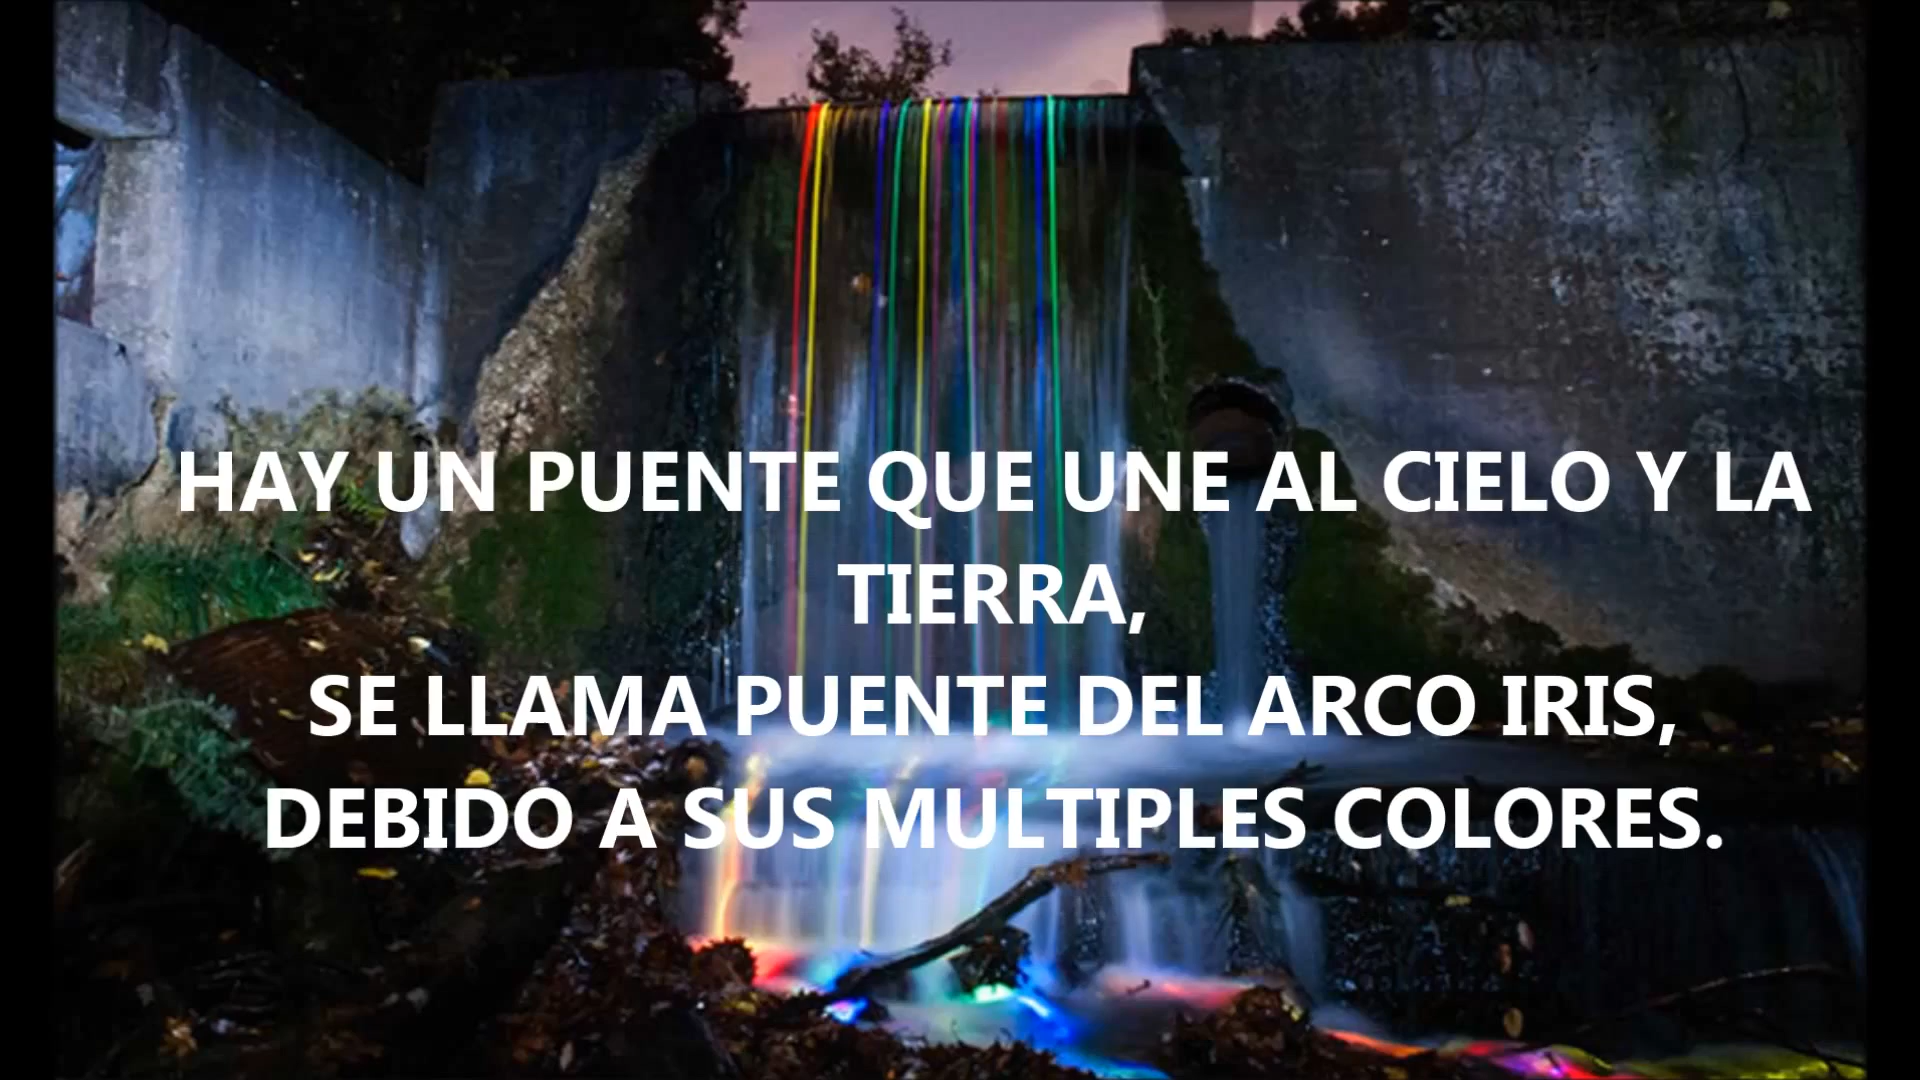 HAY UN PUENTE QUE UNE AL CIELO Y LA
TIERRA,
SE LLAMA PUENTE DEL ARCO IRIS,
DEBIDO A SUS MULTIPLES COLORES.